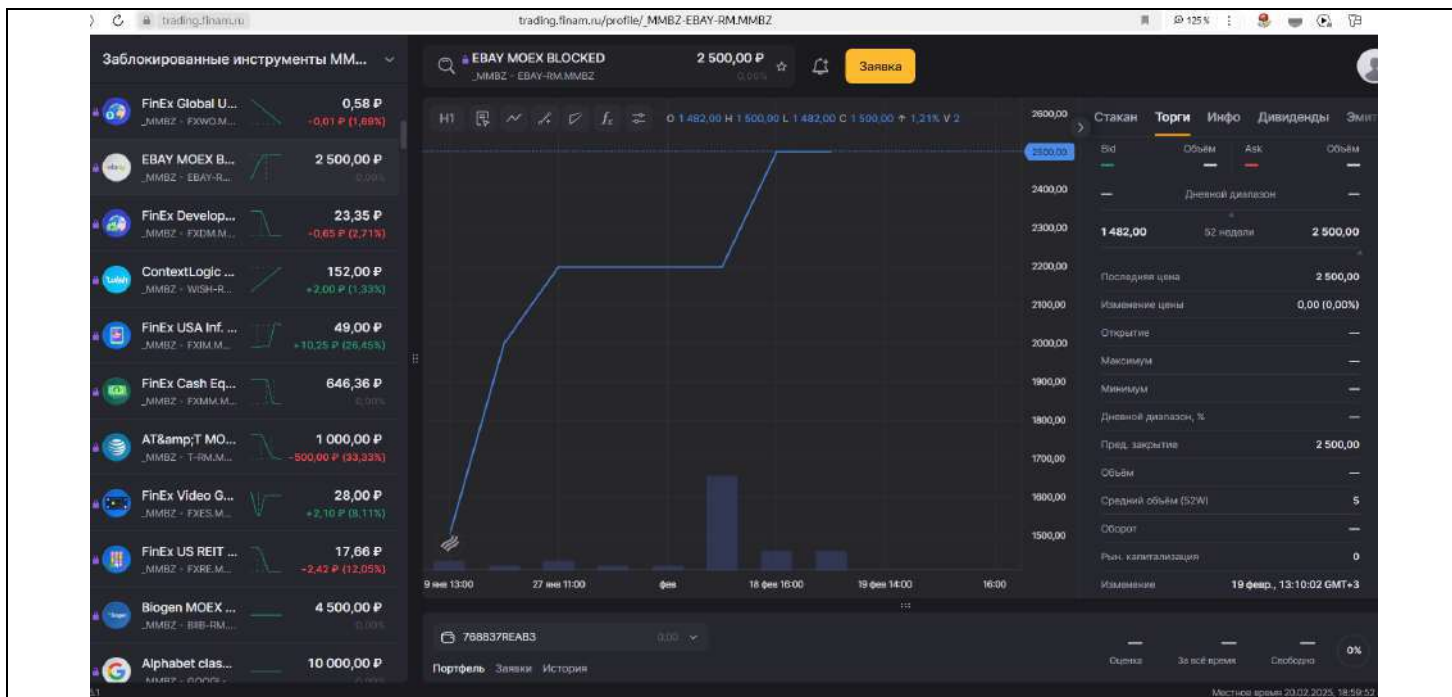 trading.finam.ru
trading.finam.ru/profile/_MMBZ-EBAY-RM.MMBZ
125 %
Заблокированные инструменты ММ...
FinEx Global U... 0,58 ₽
_MMBZ - FXWO.M... -0,01 ₽ (1,69%)
EBAY MOEX B... 2 500,00 ₽
_MMBZ - EBAY-R... 0,00%
FinEx Develop... 23,35 ₽
_MMBZ - FXDM.M... -0,65 ₽ (2,71%)
ContextLogic ... 152,00 ₽
_MMBZ - WISH-R... +2,00 ₽ (1,33%)
FinEx USA Inf. ... 49,00 ₽
_MMBZ - FXIM.M... +10,25 ₽ (26,45%)
FinEx Cash Eq... 646,36 ₽
_MMBZ - FXMM.M... 0,00%
AT&amp;T MO... 1 000,00 ₽
_MMBZ - T-RM.M... -500,00 ₽ (33,33%)
FinEx Video G... 28,00 ₽
_MMBZ - FXES.M... +2,10 ₽ (8,11%)
FinEx US REIT ... 17,66 ₽
_MMBZ - FXRE.M... -2,42 ₽ (12,05%)
Biogen MOEX ... 4 500,00 ₽
_MMBZ - BIIB-RM.... 0,00%
Alphabet clas... 10 000,00 ₽
_MMBZ - GOOGL-
EBAY MOEX BLOCKED 2 500,00 ₽
_MMBZ - EBAY-RM.MMBZ 0,00%
Заявка
H1 O 1 482,00 H 1 500,00 L 1 482,00 C 1 500,00 1,21% V 2
2600,00
2500,00
2400,00
2300,00
2200,00
2100,00
2000,00
1900,00
1800,00
1700,00
1600,00
1500,00
9 янв 13:00 27 янв 11:00 фев 18 фев 16:00 19 фев 14:00 16:00
768837REAB3 0,00
Портфель Заявки История
Стакан Торги Инфо Дивиденды Эмит
Bid Объём Ask Объём
— — — —
— Дневной диапазон —
1 482,00 52 недели 2 500,00
Последняя цена 2 500,00
Изменение цены 0,00 (0,00%)
Открытие —
Максимум —
Минимум —
Дневной диапазон, % —
Пред. закрытие 2 500,00
Объём —
Средний объём (52W) 5
Оборот —
Рын. капитализация 0
Изменение 19 февр., 13:10:02 GMT+3
— — — 0%
Оценка За всё время Свободно
Местное время 20.02.2025, 18:59:52